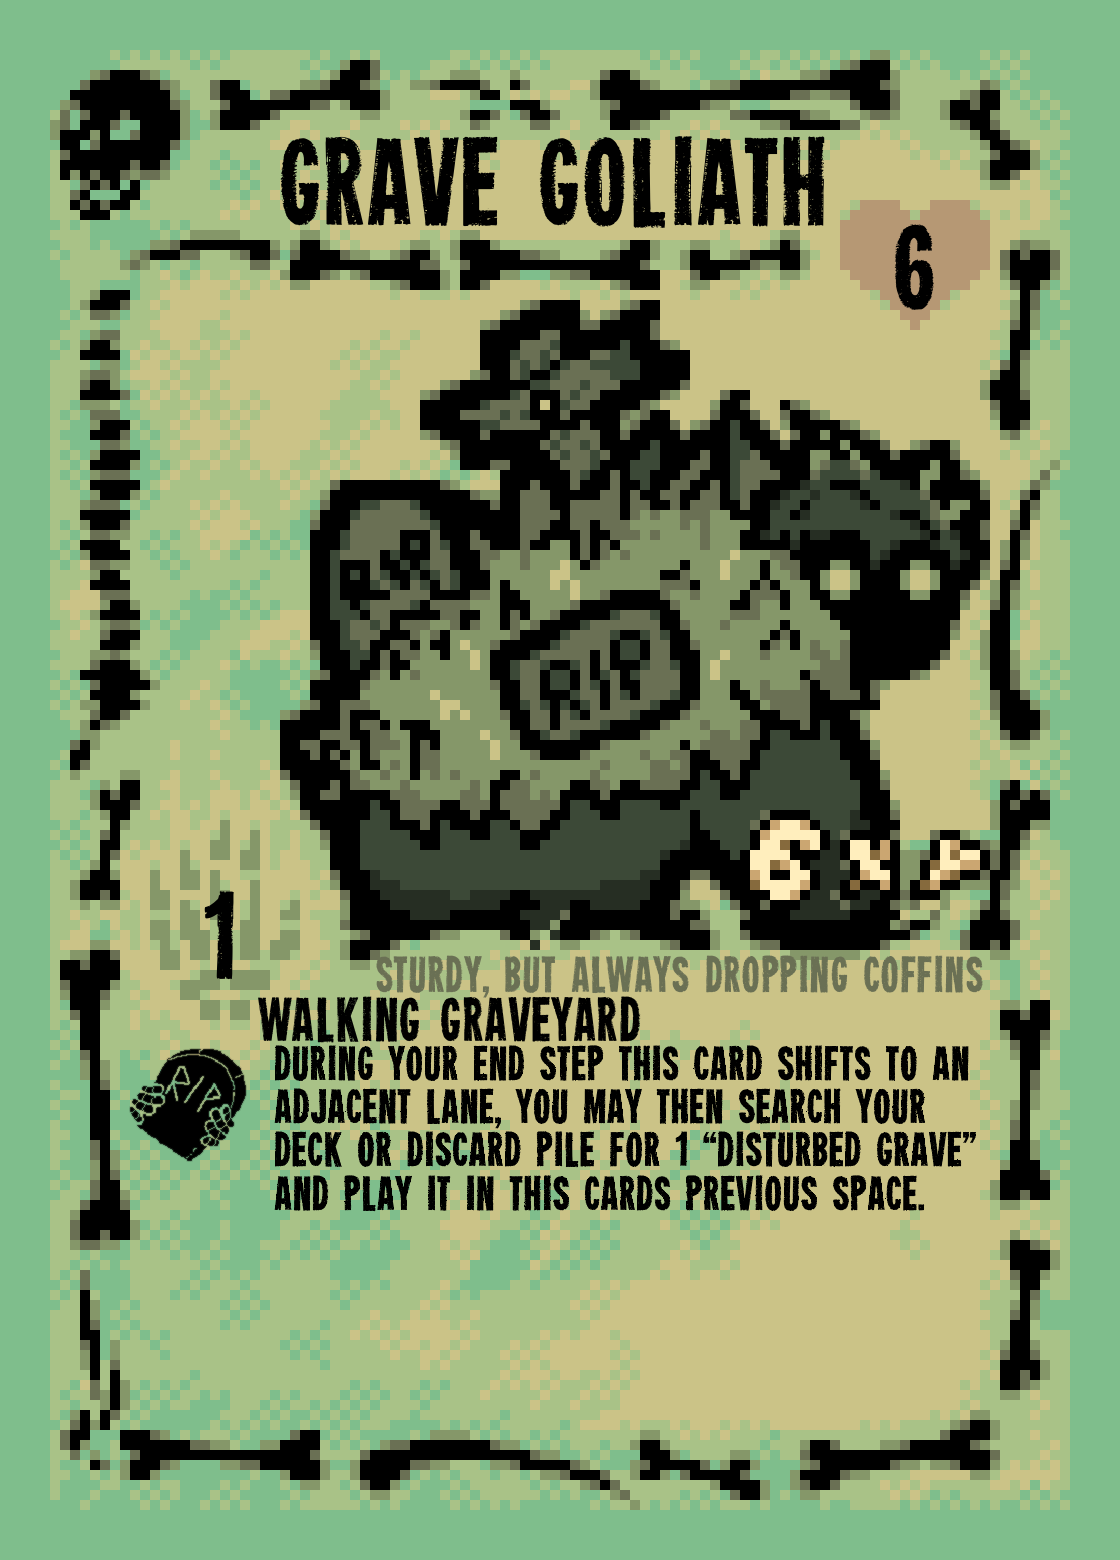 GRAVE GOLIATH
6
RIP
RIP
6 X
1
STURDY, BUT ALWAYS DROPPING COFFINS
WALKING GRAVEYARD
DURING YOUR END STEP THIS CARD SHIFTS TO AN
RIP
ADJACENT LANE, YOU MAY THEN SEARCH YOUR
DECK OR DISCARD PILE FOR 1 “DISTURBED GRAVE”
AND PLAY IT IN THIS CARDS PREVIOUS SPACE.